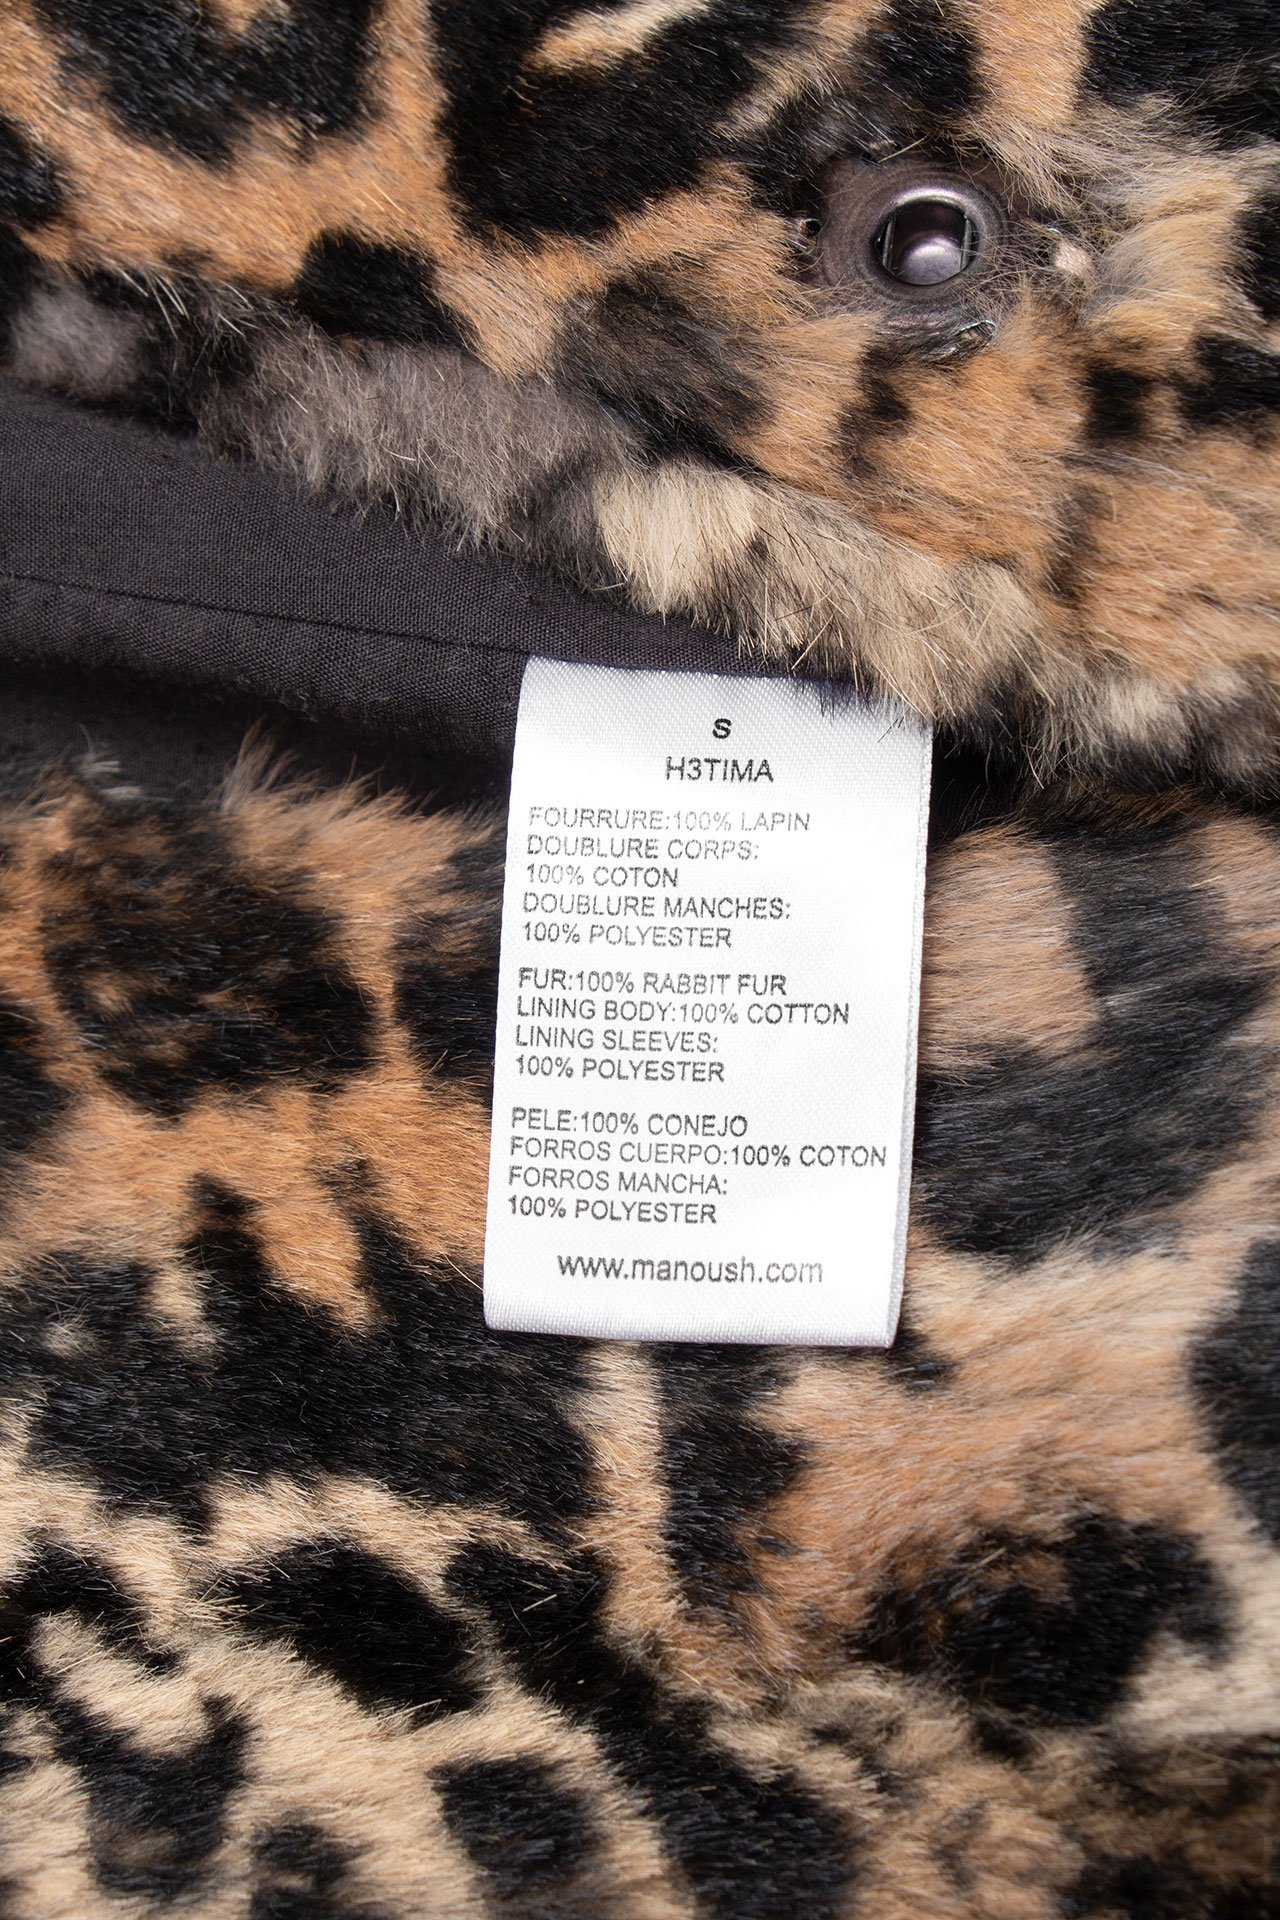 S
H3TIMA
FOURRURE:100% LAPIN
DOUBLURE CORPS:
100% COTON
DOUBLURE MANCHES:
100% POLYESTER
FUR:100% RABBIT FUR
LINING BODY:100% COTTON
LINING SLEEVES:
100% POLYESTER
PELE:100% CONEJO
FORROS CUERPO:100% COTON
FORROS MANCHA:
100% POLYESTER
www.manoush.com